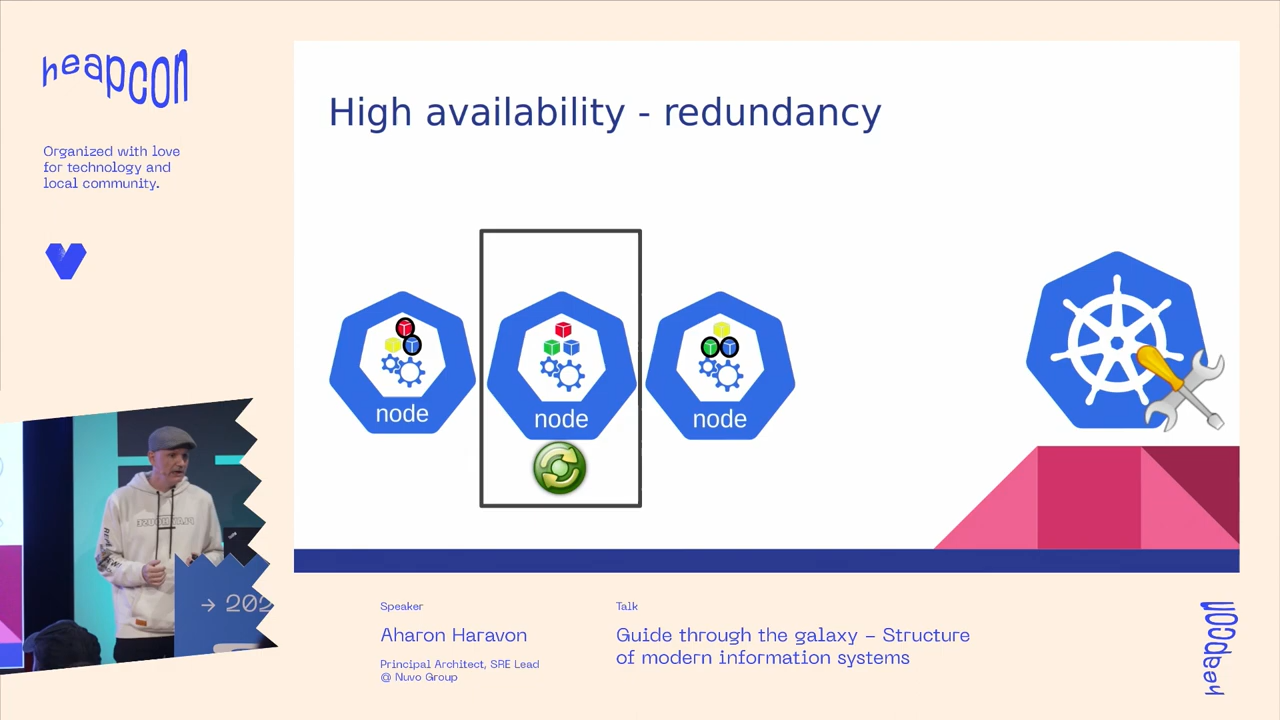 heapcon
Organized with love
for technology and
local community.
High availability - redundancy
node
node
node
→ 202
Speaker
Aharon Haravon
Principal Architect, SRE Lead
@ Nuvo Group
Talk
Guide through the galaxy – Structure
of modern information systems
heapcon